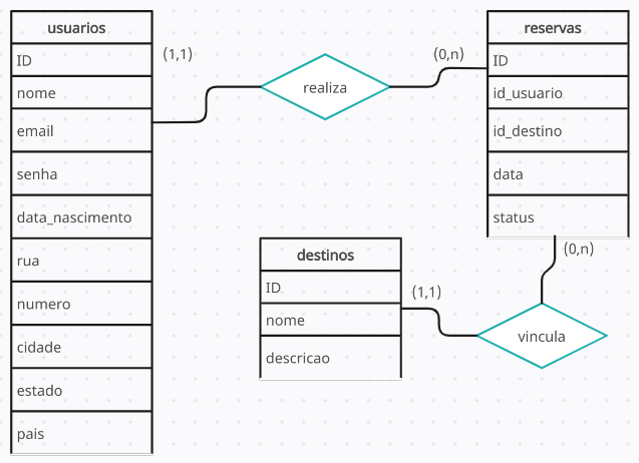 usuarios
ID
nome
email
senha
data_nascimento
rua
numero
cidade
estado
pais
(1,1)
realiza
(0,n)
reservas
ID
id_usuario
id_destino
data
status
(0,n)
vincula
(1,1)
destinos
ID
nome
descricao